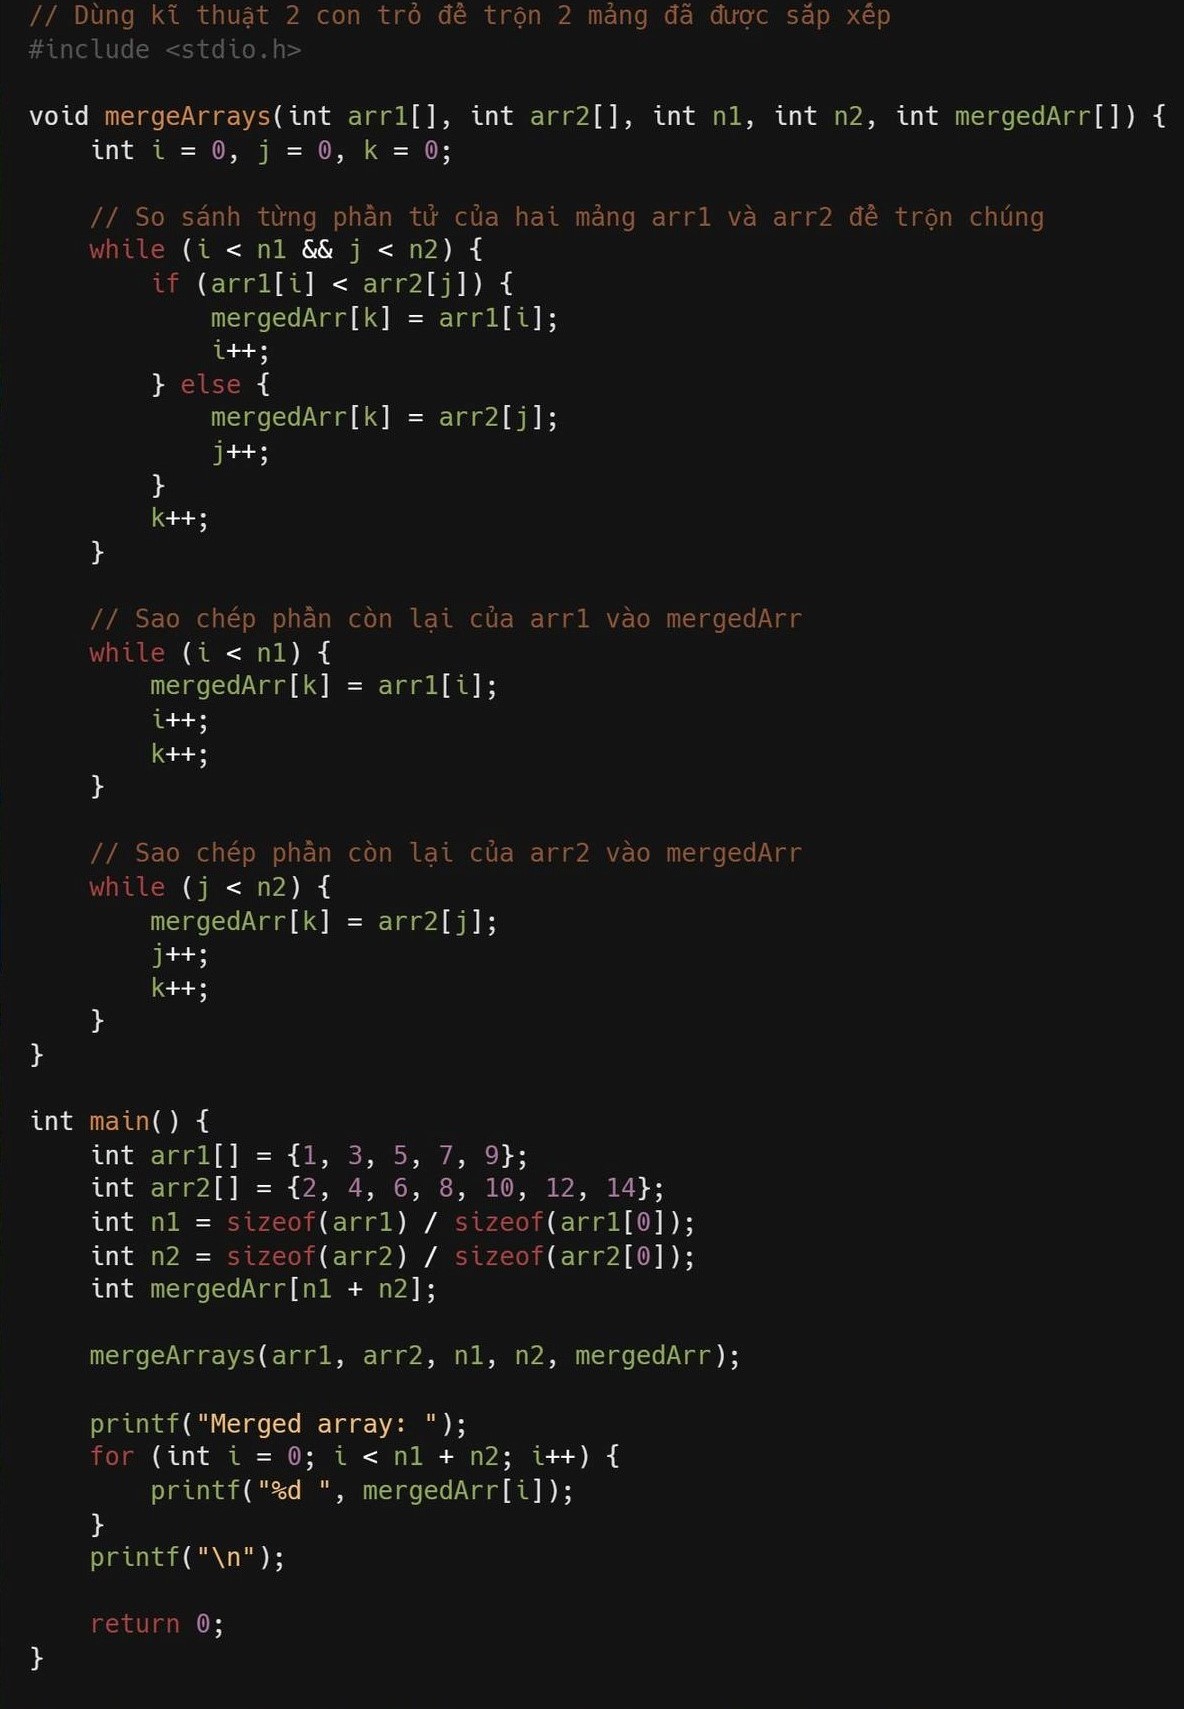 // Dùng kĩ thuật 2 con trỏ để trộn 2 mảng đã được sắp xếp
#include <stdio.h>

void mergeArrays(int arr1[], int arr2[], int n1, int n2, int mergedArr[]) {
    int i = 0, j = 0, k = 0;

    // So sánh từng phần tử của hai mảng arr1 và arr2 để trộn chúng
    while (i < n1 && j < n2) {
        if (arr1[i] < arr2[j]) {
            mergedArr[k] = arr1[i];
            i++;
        } else {
            mergedArr[k] = arr2[j];
            j++;
        }
        k++;
    }

    // Sao chép phần còn lại của arr1 vào mergedArr
    while (i < n1) {
        mergedArr[k] = arr1[i];
        i++;
        k++;
    }

    // Sao chép phần còn lại của arr2 vào mergedArr
    while (j < n2) {
        mergedArr[k] = arr2[j];
        j++;
        k++;
    }
}

int main() {
    int arr1[] = {1, 3, 5, 7, 9};
    int arr2[] = {2, 4, 6, 8, 10, 12, 14};
    int n1 = sizeof(arr1) / sizeof(arr1[0]);
    int n2 = sizeof(arr2) / sizeof(arr2[0]);
    int mergedArr[n1 + n2];

    mergeArrays(arr1, arr2, n1, n2, mergedArr);

    printf("Merged array: ");
    for (int i = 0; i < n1 + n2; i++) {
        printf("%d ", mergedArr[i]);
    }
    printf("\n");

    return 0;
}